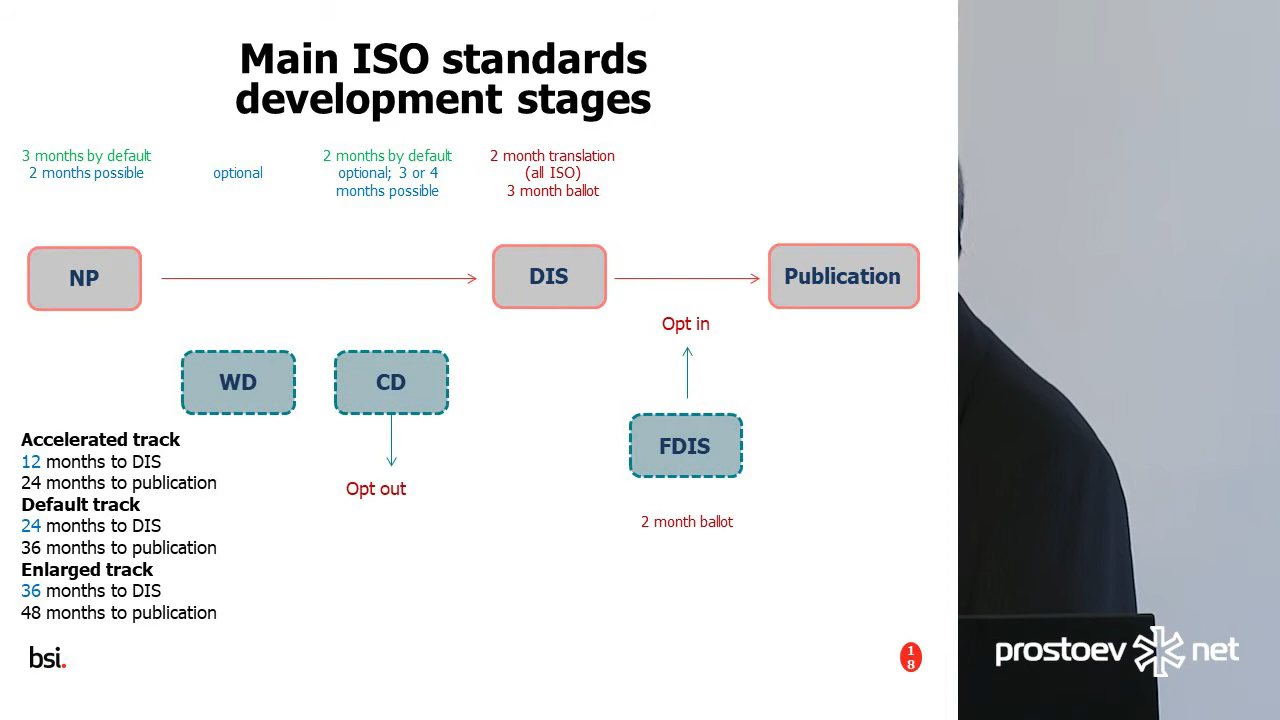 Main ISO standards
development stages
3 months by default
2 months possible
optional
2 months by default
optional; 3 or 4
months possible
2 month translation
(all ISO)
3 month ballot
NP
DIS
Publication
Opt in
WD
CD
FDIS
Opt out
2 month ballot
Accelerated track
12 months to DIS
24 months to publication
Default track
24 months to DIS
36 months to publication
Enlarged track
36 months to DIS
48 months to publication
bsi.
1
8
prostoev net